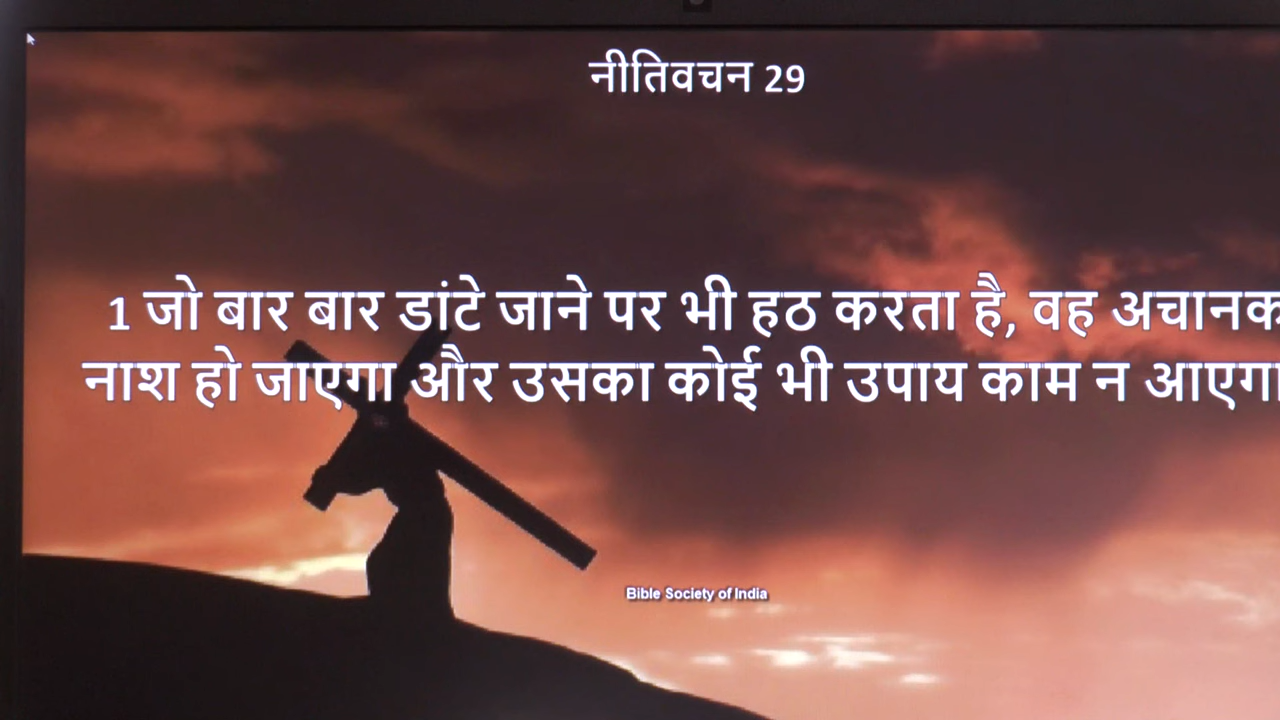 नीतिवचन 29
1 जो बार बार डांटे जाने पर भी हठ करता है, वह अचानक
नाश हो जाएगा और उसका कोई भी उपाय काम न आएगा
Bible Society of India